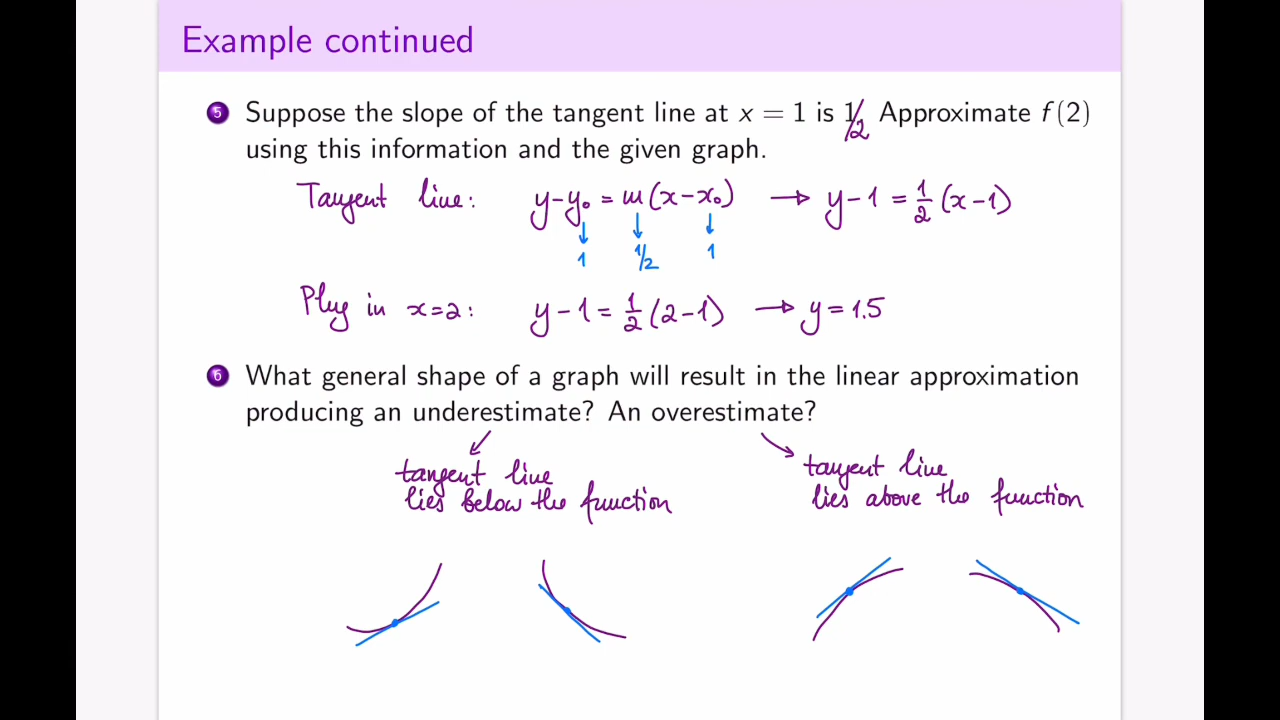 Example continued
5 Suppose the slope of the tangent line at x = 1 is 1/2 Approximate f(2)
using this information and the given graph.
Tangent line: y-y₀ = m(x-x₀) → y-1 = 1/2 (x-1)
1 1/2 1
Plug in x=2: y-1 = 1/2 (2-1) → y = 1.5
6 What general shape of a graph will result in the linear approximation
producing an underestimate? An overestimate?
tangent line tangent line
lies below the function lies above the function